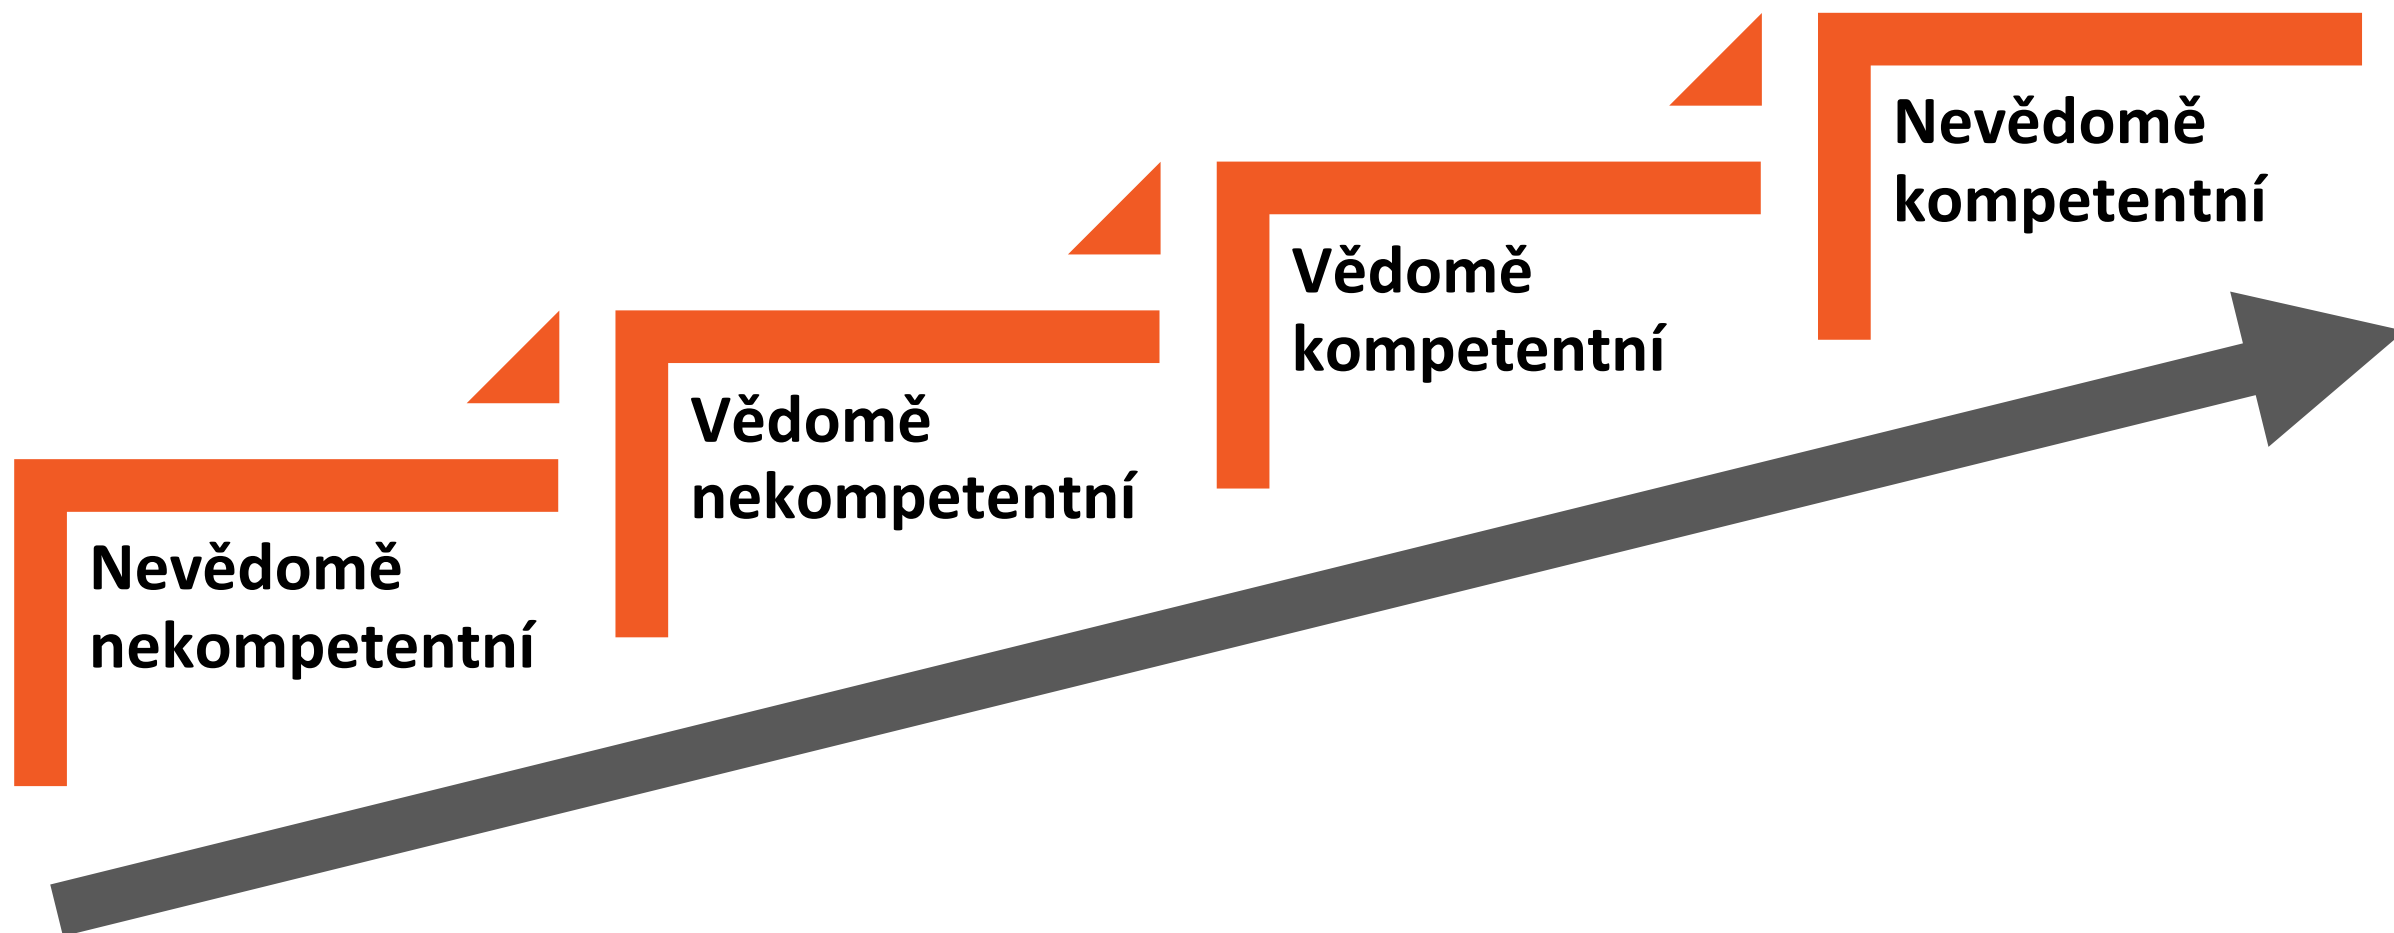 Nevědomě
nekompetentní
Vědomě
nekompetentní
Vědomě
kompetentní
Nevědomě
kompetentní